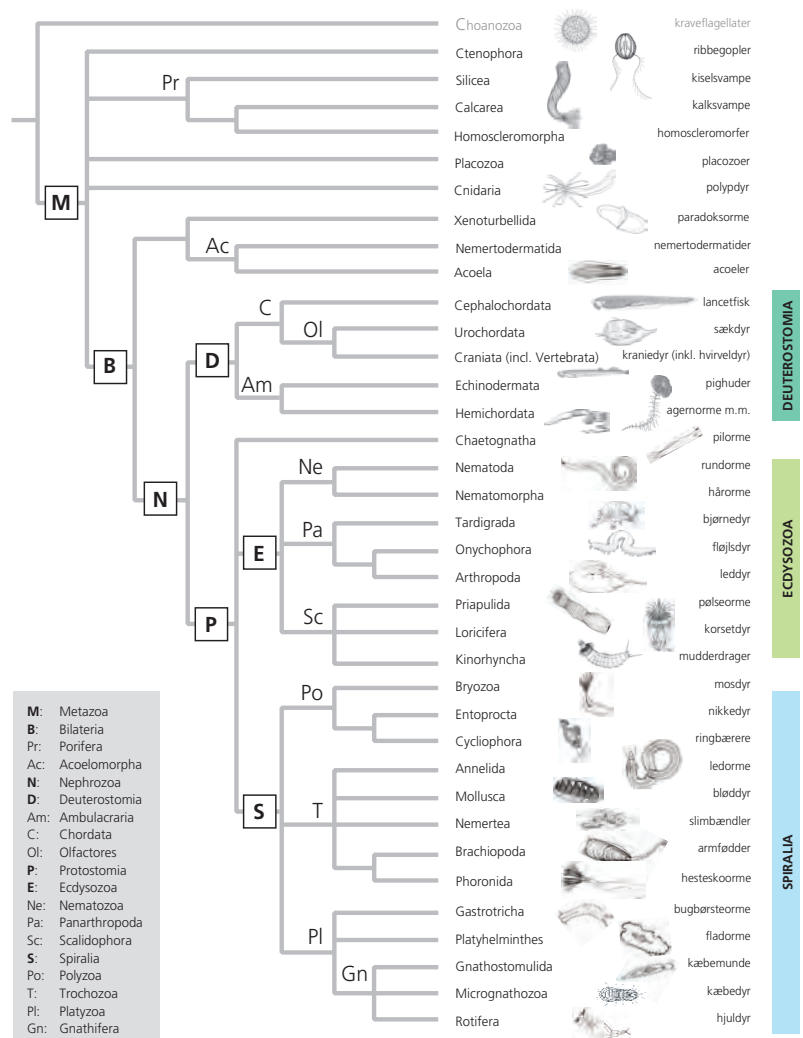 Choanozoa kraveflagellater
Ctenophora ribbegopler
Pr
Silicea kiselsvampe
Calcarea kalksvampe
Homoscleromorpha homoscleromorfer
Placozoa placozoer
Cnidaria polypdyr
M
Xenoturbellida paradoksorme
Ac
Nemertodermatida nemertodermatider
Acoela acoeler
Cephalochordata lancetfisk
C
Urochordata sækdyr
Ol
Craniata (incl. Vertebrata) kraniedyr (inkl. hvirveldyr)
B
D
Am
Echinodermata pighuder
Hemichordata agernorme m.m.
DEUTEROSTOMIA
Chaetognatha pilorme
Ne
Nematoda rundorme
Nematomorpha hårorme
N
Tardigrada bjørnedyr
Pa
Onychophora fløjlsdyr
E
Arthropoda leddyr
Priapulida pølseorme
Sc
P
Loricifera korsetdyr
Kinorhyncha mudderdrager
ECDYSOZOA
Po
Bryozoa mosdyr
Entoprocta nikkedyr
Cycliophora ringbærere
Annelida ledorme
Mollusca bløddyr
S
T
Nemertea slimbændler
Brachiopoda armfødder
Phoronida hesteskoorme
Gastrotricha bugbørsteorme
Pl
Platyhelminthes fladorme
Gn
Gnathostomulida kæbemunde
Micrognathozoa kæbedyr
Rotifera hjuldyr
SPIRALIA
M: Metazoa
B: Bilateria
Pr: Porifera
Ac: Acoelomorpha
N: Nephrozoa
D: Deuterostomia
Am: Ambulacraria
C: Chordata
Ol: Olfactores
P: Protostomia
E: Ecdysozoa
Ne: Nematozoa
Pa: Panarthropoda
Sc: Scalidophora
S: Spiralia
Po: Polyzoa
T: Trochozoa
Pl: Platyzoa
Gn: Gnathifera